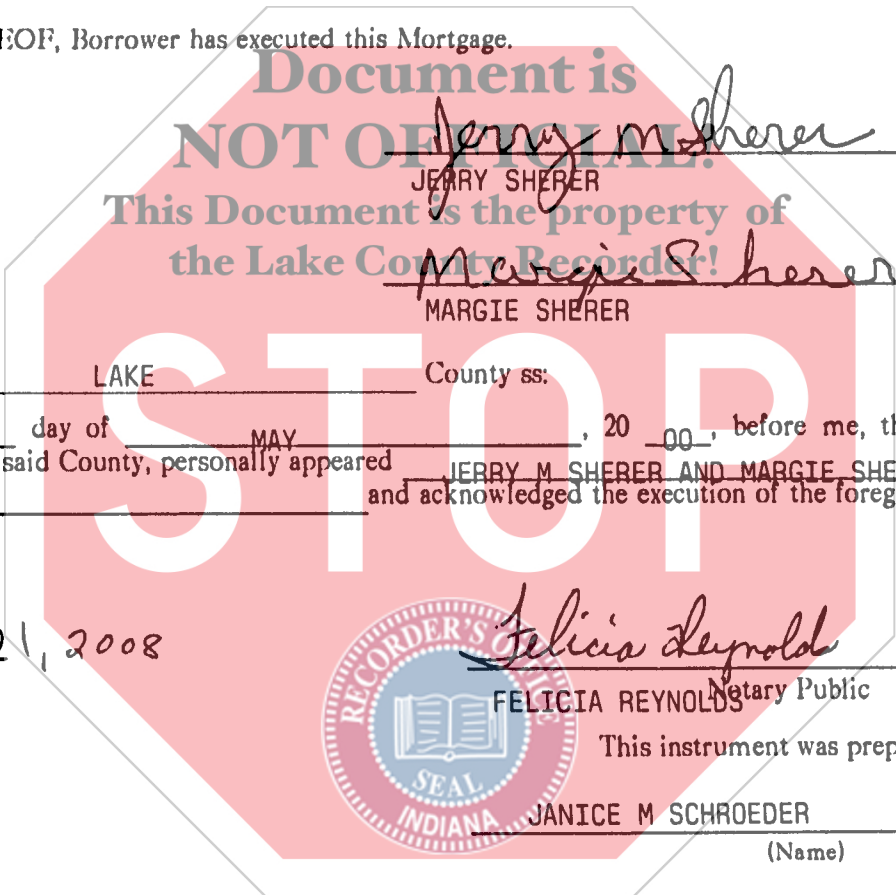 EOF, Borrower has executed this Mortgage.
Document is
NOT OFFICIAL!
Jerry M Sherer
JERRY SHERER
This Document is the property of
the Lake County Recorder!
Margie Sherer
MARGIE SHERER
LAKE County ss:
day of MAY, 20 00, before me, th
said County, personally appeared JERRY M SHERER AND MARGIE SHE
and acknowledged the execution of the foreg
STOP
21, 2008
Felicia Reynolds
FELICIA REYNOLDS Notary Public
This instrument was prep
RECORDER'S OFFICE
SEAL
INDIANA
JANICE M SCHROEDER
(Name)